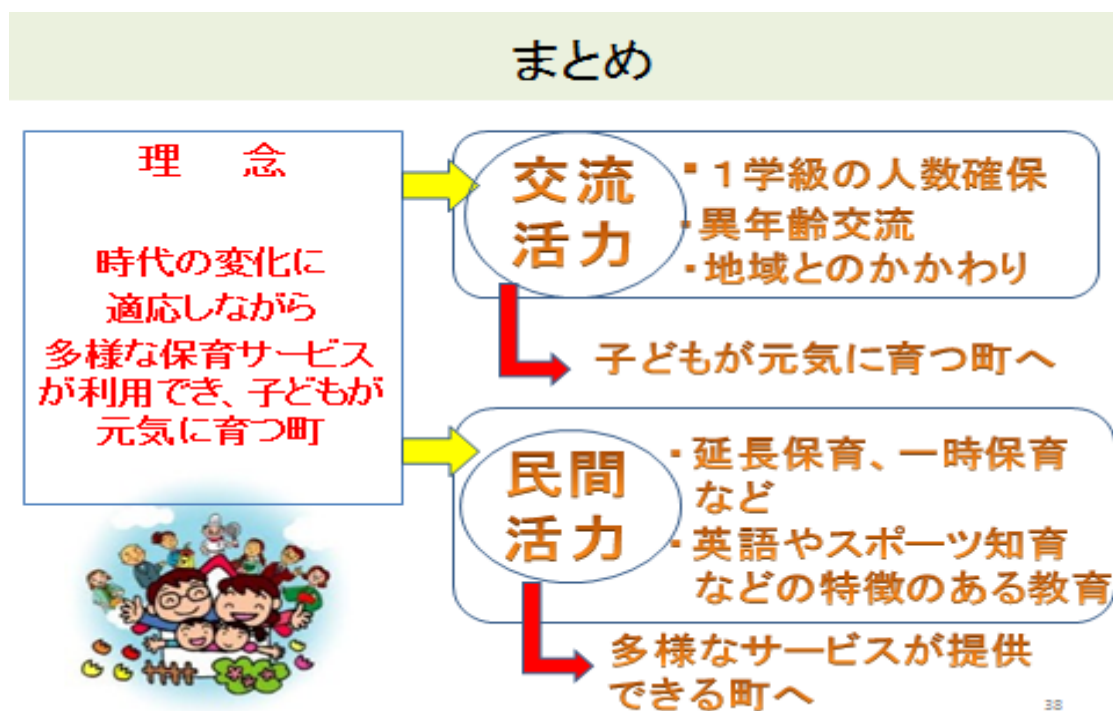 まとめ
理　念
時代の変化に
適応しながら
多様な保育サービス
が利用でき、子どもが
元気に育つ町
交流
活力
・１学級の人数確保
・異年齢交流
・地域とのかかわり
子どもが元気に育つ町へ
民間
活力
・延長保育、一時保育
など
・英語やスポーツ知育
などの特徴のある教育
多様なサービスが提供
できる町へ
38